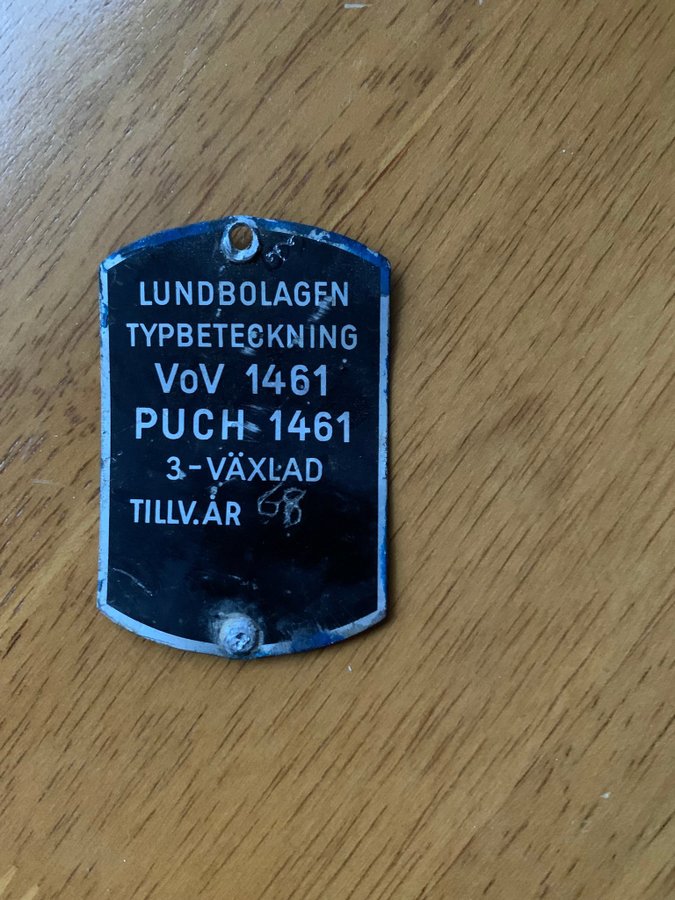 LUNDBOLAGEN
TYPBETECKNING
VoV 1461
PUCH 1461
3-VÄXLAD
TILLV.ÅR 68